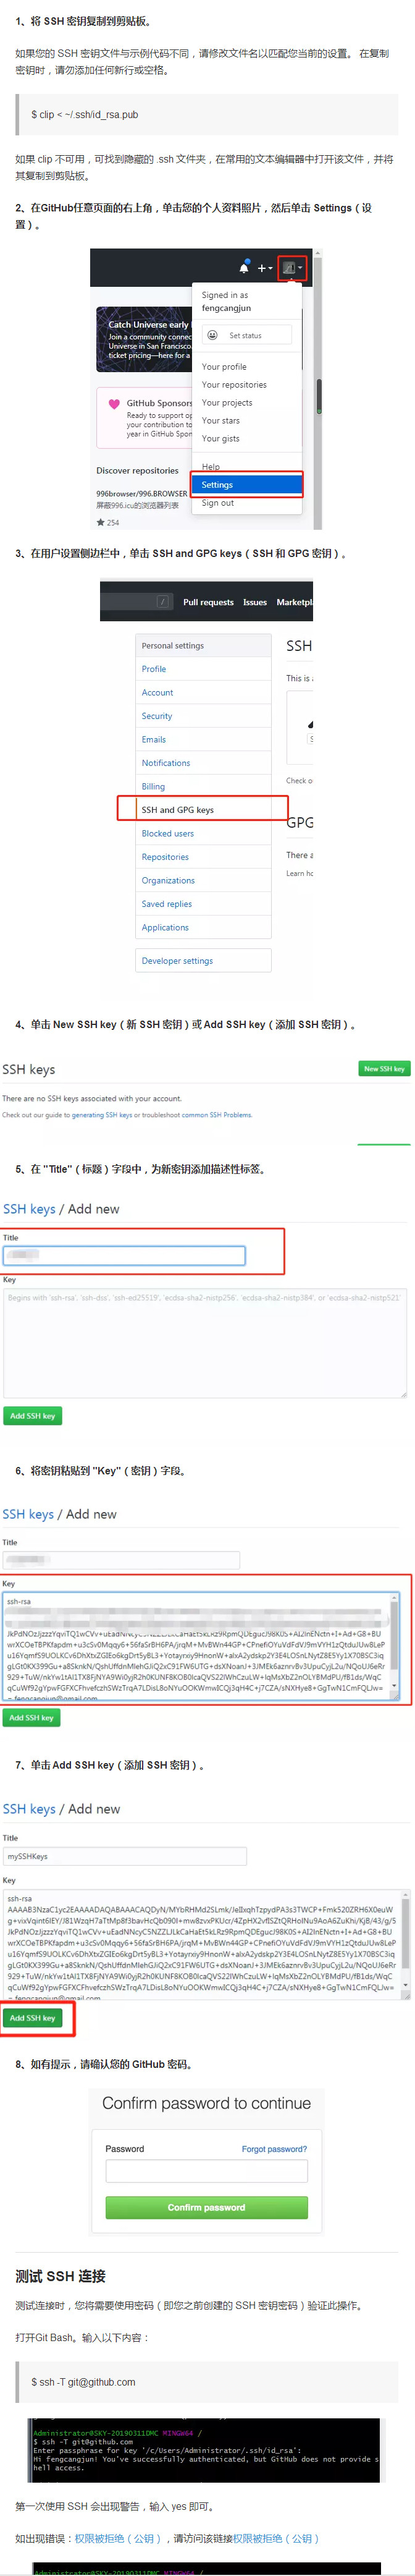 1、将 SSH 密钥复制到剪贴板。
如果您的 SSH 密钥文件与示例代码不同，请修改文件名以匹配您当前的设置。 在复制
密钥时，请勿添加任何新行或空格。
$ clip < ~/.ssh/id_rsa.pub
如果 clip 不可用，可找到隐藏的 .ssh 文件夹，在常用的文本编辑器中打开该文件，并将
其复制到剪贴板。
2、在GitHub任意页面的右上角，单击您的个人资料照片，然后单击 Settings（设
置）。
Signed in as
fengcangjun
Catch Universe early
Join a community connec
Universe in San Francisco
ticket pricing—here for a
Set status
Your profile
Your repositories
Your projects
Your stars
Your gists
GitHub Sponsors
Ready to support op
your contribution to
year in GitHub Spon
Help
Discover repositories
Settings
996browser/996.BROWSER
Sign out
屏蔽996.icu的浏览器列表
254
3、在用户设置侧边栏中，单击 SSH and GPG keys（SSH 和 GPG 密钥）。
/ Pull requests Issues Marketpl
Personal settings
SSH
Profile
This is
Account
Security
Emails
Notifications
Check o
Billing
SSH and GPG keys
GPG
Blocked users
Repositories
There a
Organizations
Learn ho
Saved replies
Applications
Developer settings
4、单击 New SSH key（新 SSH 密钥）或 Add SSH key（添加 SSH 密钥）。
SSH keys
New SSH key
There are no SSH keys associated with your account.
Check out our guide to generating SSH keys or troubleshoot common SSH Problems.
5、在 "Title"（标题）字段中，为新密钥添加描述性标签。
SSH keys / Add new
Title
Key
Begins with 'ssh-rsa', 'ssh-dss', 'ssh-ed25519', 'ecdsa-sha2-nistp256', 'ecdsa-sha2-nistp384', or 'ecdsa-sha2-nistp521'
Add SSH key
6、将密钥粘贴到 "Key"（密钥）字段。
SSH keys / Add new
Title
Key
ssh-rsa
Add SSH key
7、单击 Add SSH key（添加 SSH 密钥）。
SSH keys / Add new
Title
mySSHKeys
Key
ssh-rsa
Add SSH key
8、如有提示，请确认您的 GitHub 密码。
Confirm password to continue
Password
Forgot password?
Confirm password
测试 SSH 连接
测试连接时，您将需要使用密码（即您之前创建的 SSH 密钥密码）验证此操作。
打开Git Bash。输入以下内容：
$ ssh -T git@github.com
Administrator@SKY-20190311DMC MINGW64 /
$ ssh -T git@github.com
Enter passphrase for key '/c/Users/Administrator/.ssh/id_rsa':
Hi fengcangjun! You've successfully authenticated, but GitHub does not provide s
hell access.
第一次使用 SSH 会出现警告，输入 yes 即可。
如出现错误：权限被拒绝（公钥），请访问该链接权限被拒绝（公钥）